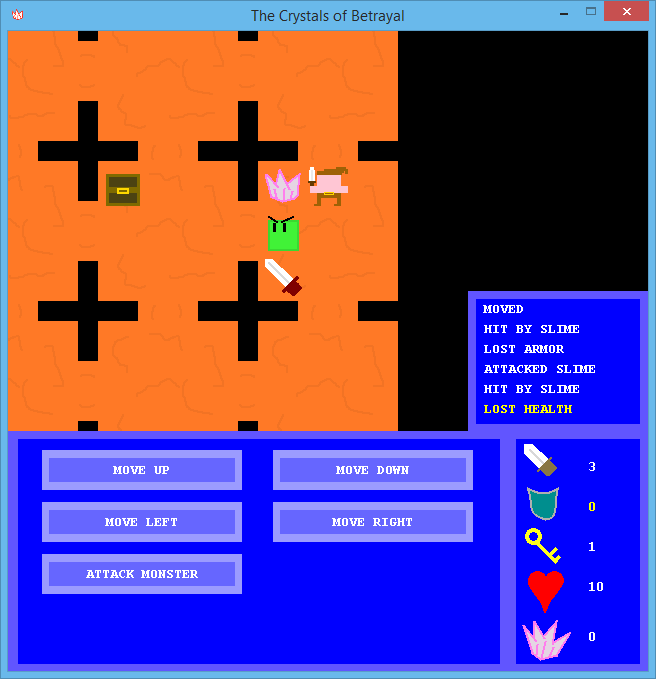 The Crystals of Betrayal
MOVED
HIT BY SLIME
LOST ARMOR
ATTACKED SLIME
HIT BY SLIME
LOST HEALTH
MOVE UP
MOVE DOWN
MOVE LEFT
MOVE RIGHT
ATTACK MONSTER
3
0
1
10
0